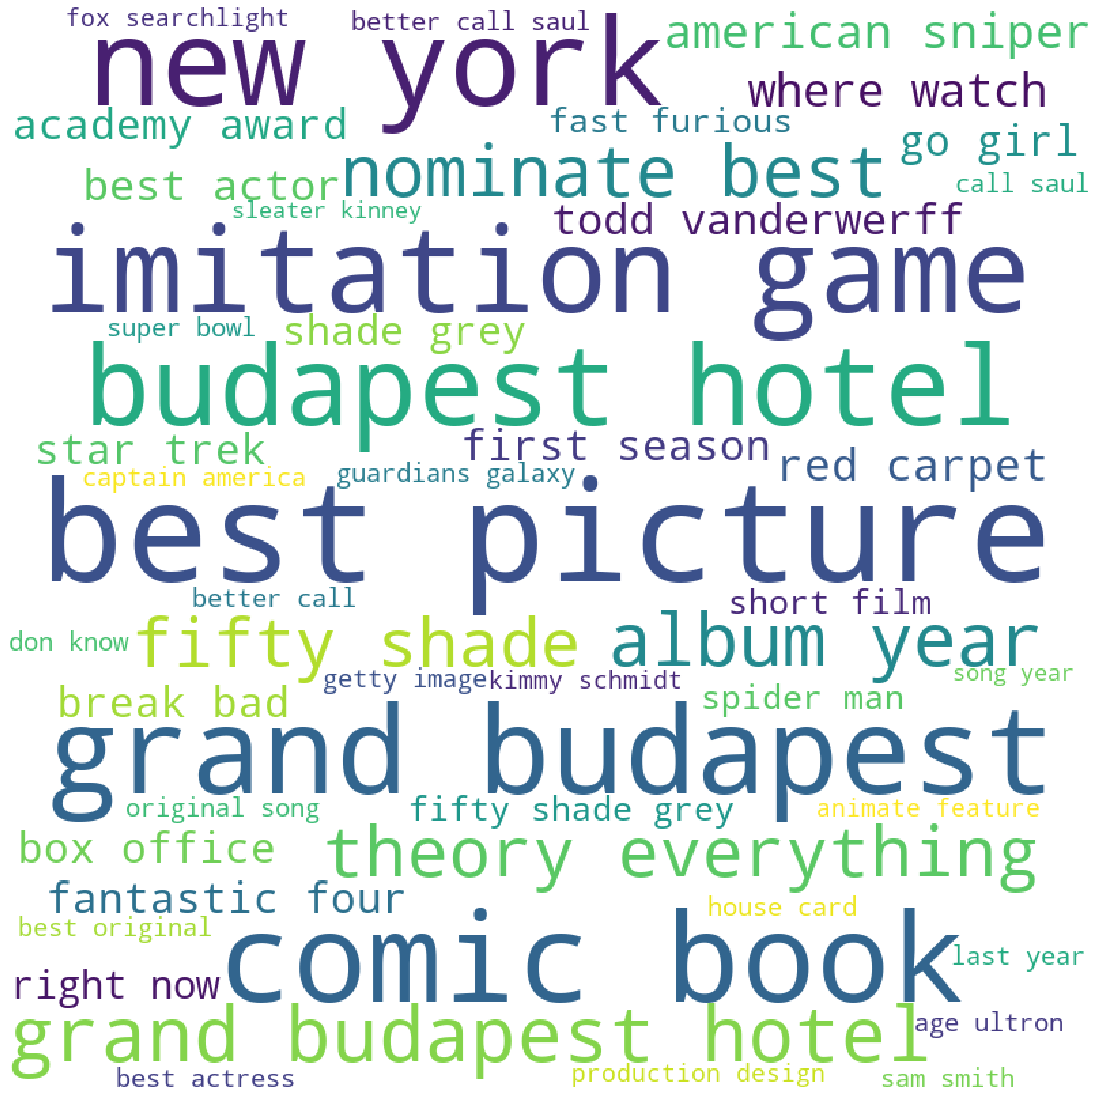 fox searchlight
better call saul
american sniper
new york
where watch
academy award
fast furious
go girl
nominate best
best actor
call saul
sleater kinney
todd vanderwerff
imitation game
super bowl
shade grey
budapest hotel
star trek
first season
red carpet
captain america
guardians galaxy
best picture
better call
short film
don know
fifty shade
album year
getty image
kimmy schmidt
song year
break bad
spider man
grand budapest
original song
fifty shade grey
animate feature
box office
theory everything
fantastic four
house card
best original
comic book
last year
right now
grand budapest hotel
age ultron
best actress
production design
sam smith